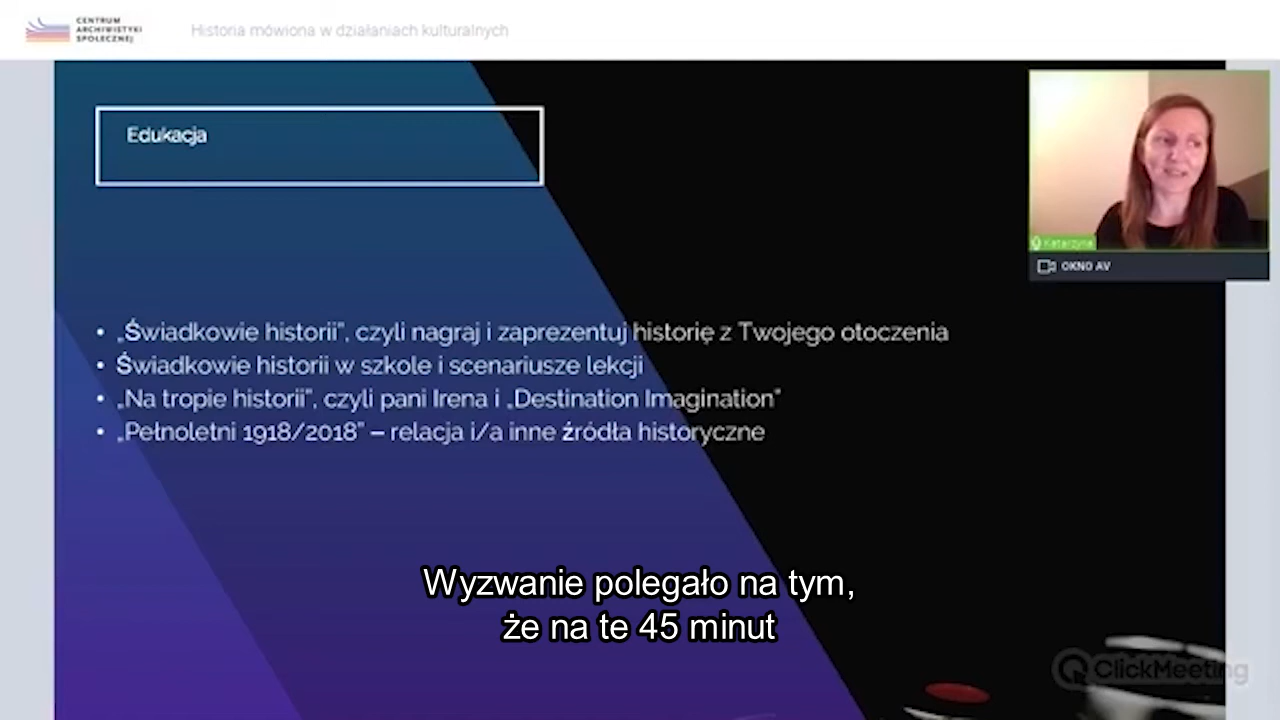 CENTRUM
ARCHIWISTYKI
SPOŁECZNEJ
Historia mówiona w działaniach kulturalnych
Edukacja
• „Świadkowie historii”, czyli nagraj i zaprezentuj historię z Twojego otoczenia
• Świadkowie historii w szkole i scenariusze lekcji
• „Na tropie historii”, czyli pani Irena i „Destination Imagination”
• „Pełnoletni 1918/2018” – relacja i/a inne źródła historyczne
Katarzyna
OKNO AV
Wyzwanie polegało na tym,
że na te 45 minut
ClickMeeting